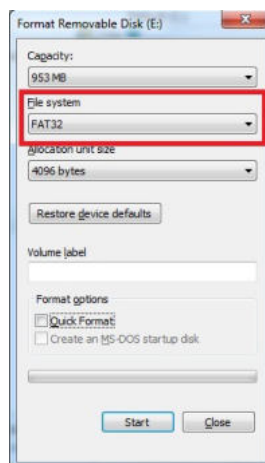 Format Removable Disk (E:)
Capacity:
953 MB
File system
FAT32
Allocation unit size
4096 bytes
Restore device defaults
Volume label
Format options
Quick Format
Create an MS-DOS startup disk
Start Close